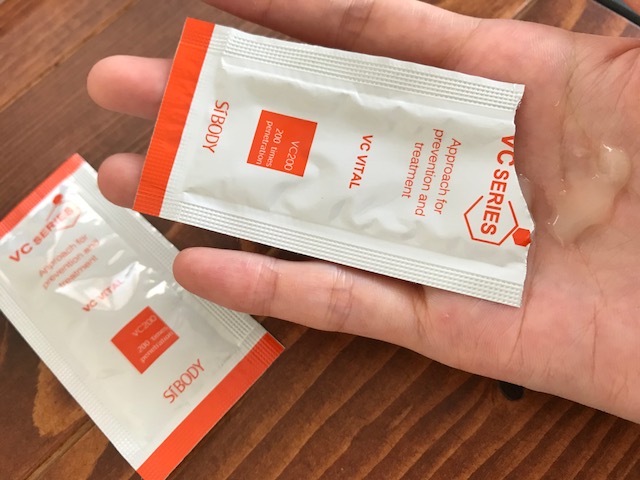 VC SERIES
Approach for
prevention and
treatment
VC VITAL
VC200
200 times
penetration
SIBODY
VC SERIES
Approach for
prevention and
treatment
VC VITAL
VC200
200 times
penetration
SIBODY